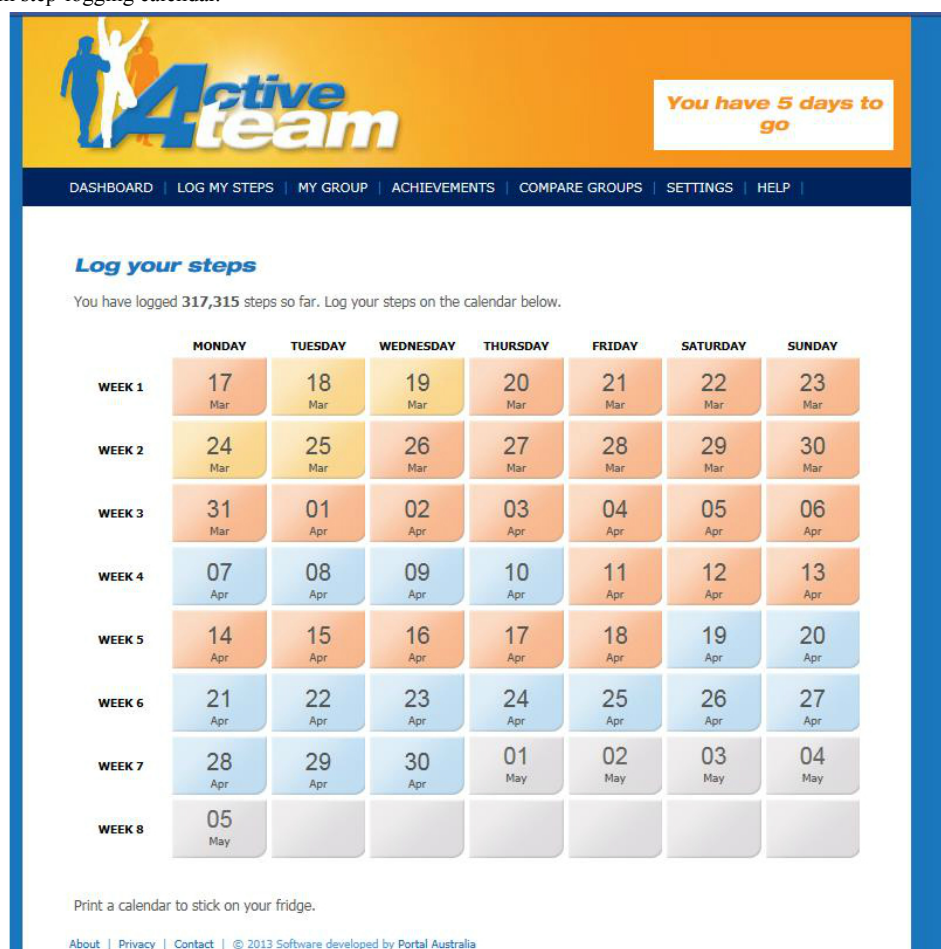 step-logging calendar.
Active
team
You have 5 days to
go
DASHBOARD | LOG MY STEPS | MY GROUP | ACHIEVEMENTS | COMPARE GROUPS | SETTINGS | HELP |
Log your steps
You have logged 317,315 steps so far. Log your steps on the calendar below.
MONDAY TUESDAY WEDNESDAY THURSDAY FRIDAY SATURDAY SUNDAY
WEEK 1 17 18 19 20 21 22 23
Mar Mar Mar Mar Mar Mar Mar
WEEK 2 24 25 26 27 28 29 30
Mar Mar Mar Mar Mar Mar Mar
WEEK 3 31 01 02 03 04 05 06
Mar Apr Apr Apr Apr Apr Apr
WEEK 4 07 08 09 10 11 12 13
Apr Apr Apr Apr Apr Apr Apr
WEEK 5 14 15 16 17 18 19 20
Apr Apr Apr Apr Apr Apr Apr
WEEK 6 21 22 23 24 25 26 27
Apr Apr Apr Apr Apr Apr Apr
WEEK 7 28 29 30 01 02 03 04
Apr Apr Apr May May May May
WEEK 8 05
May
Print a calendar to stick on your fridge.
About | Privacy | Contact | © 2013 Software developed by Portal Australia